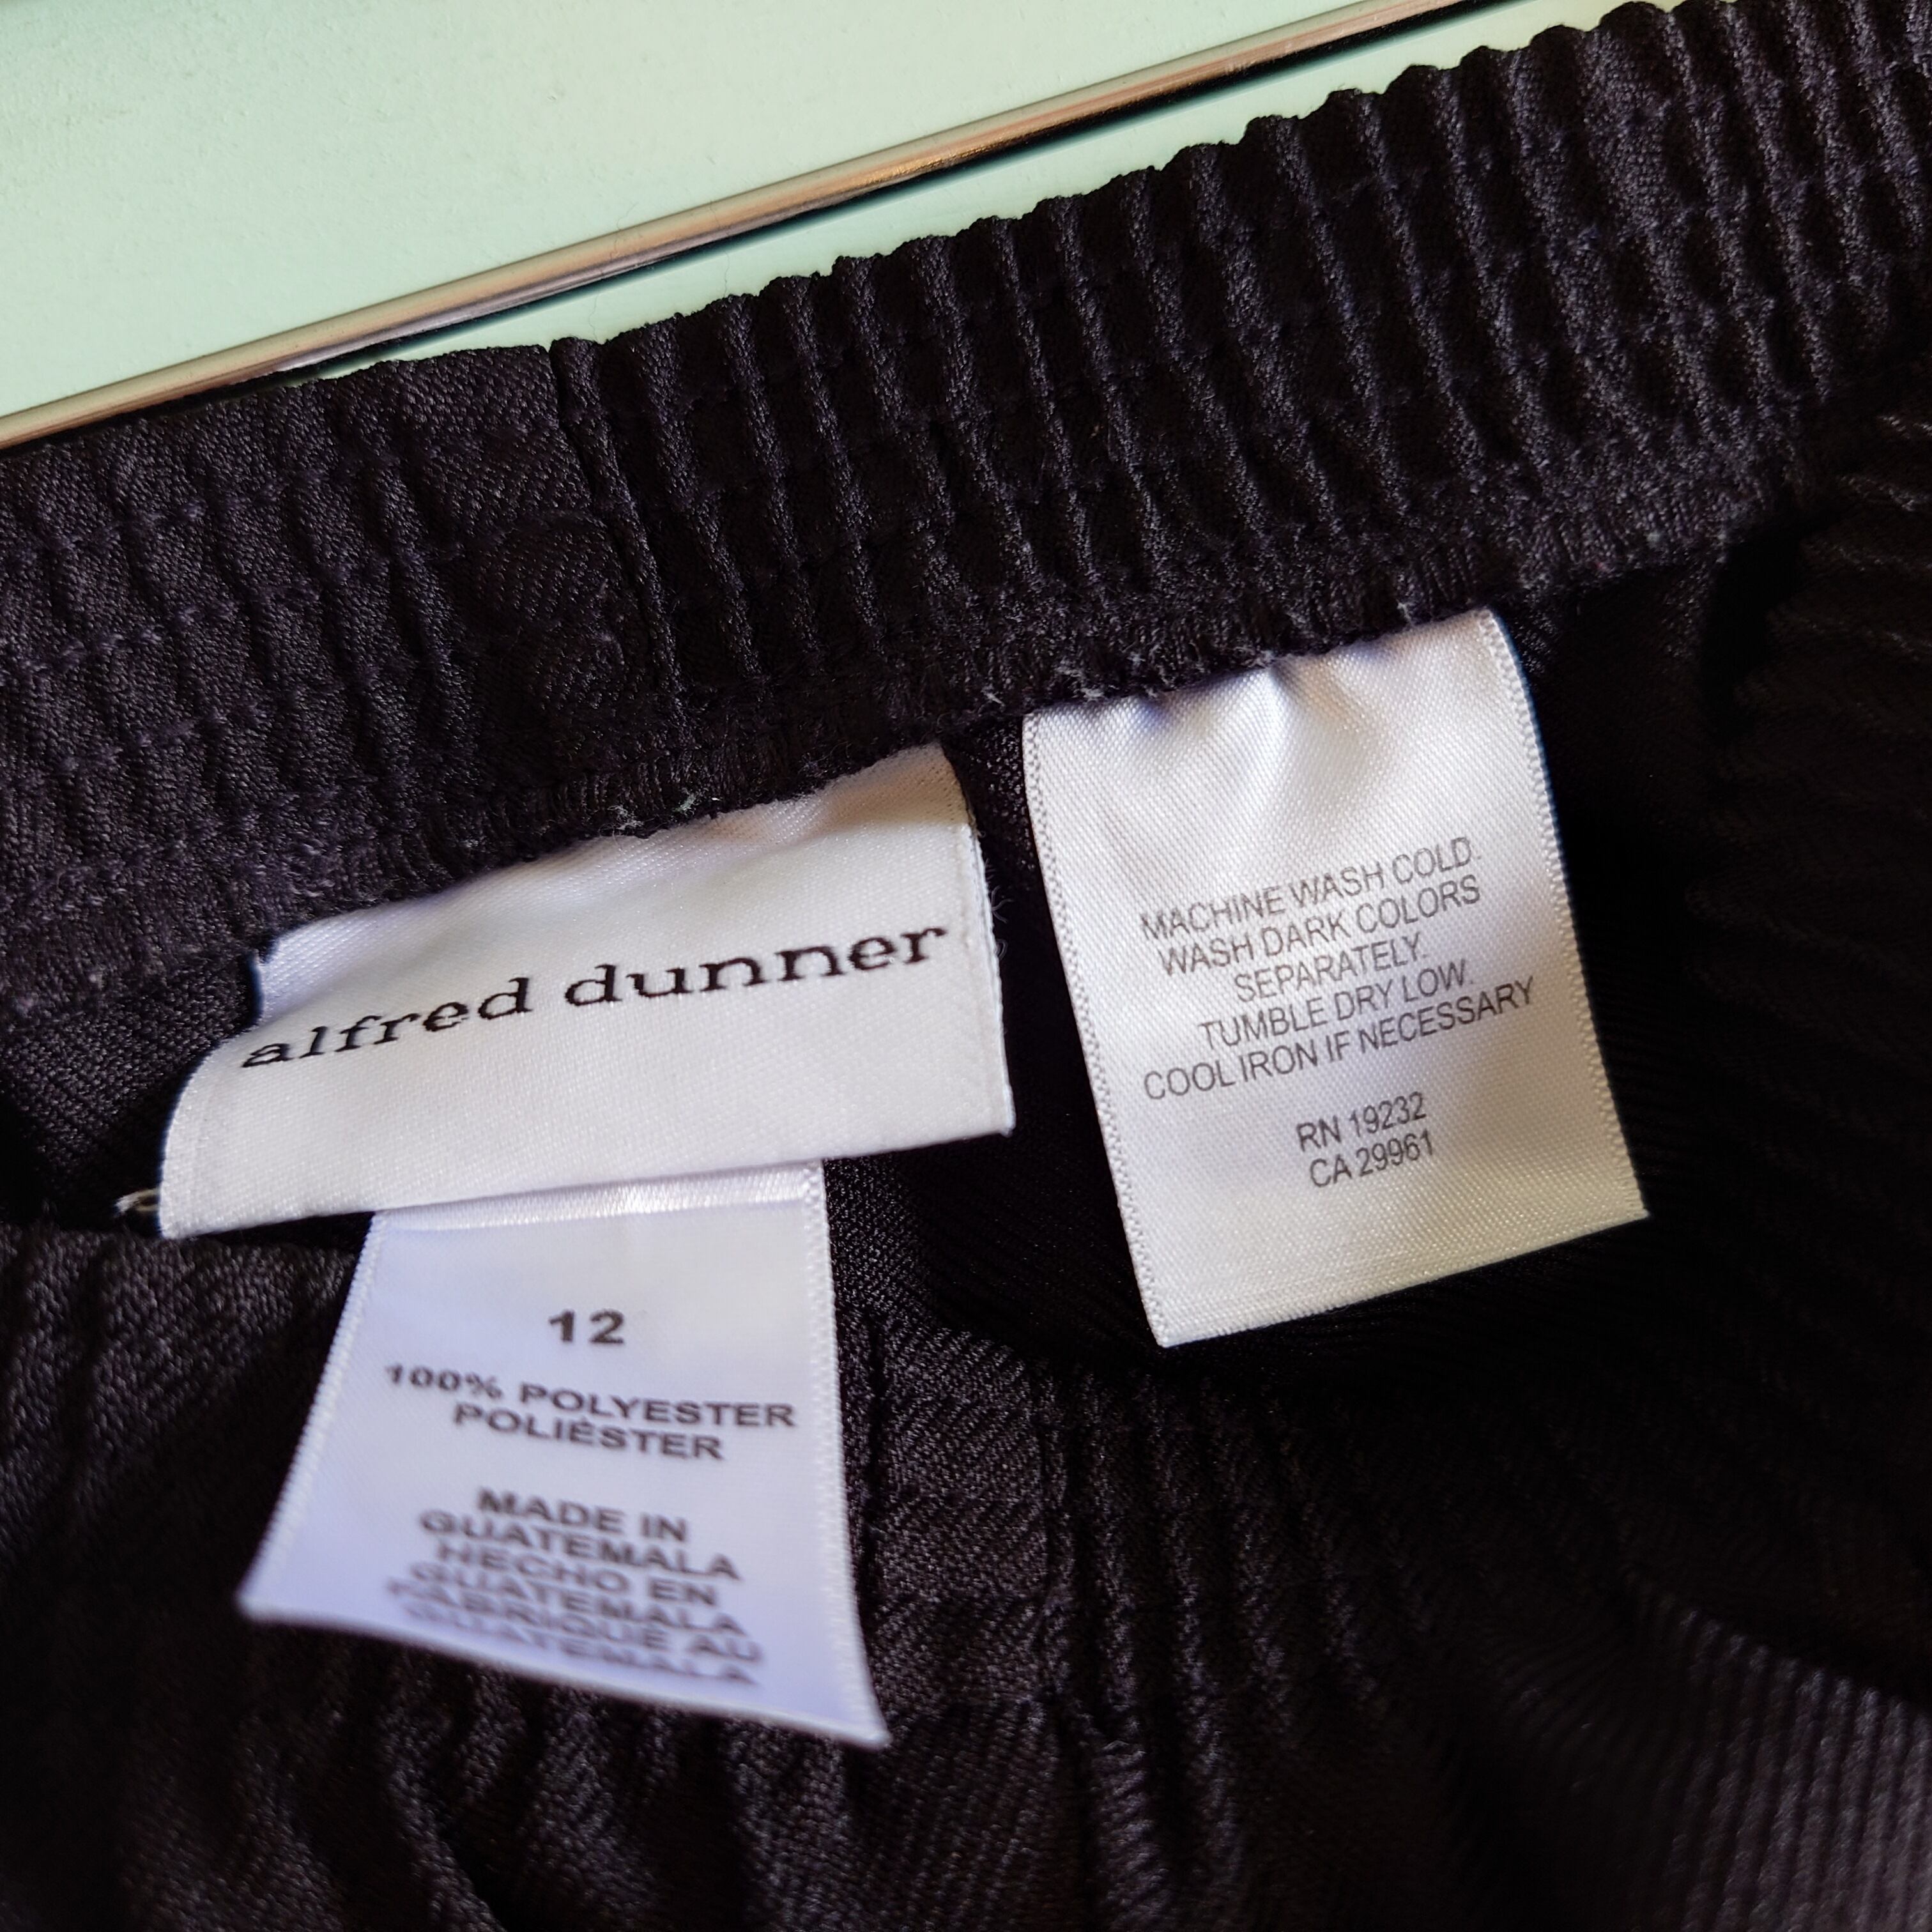 alfred dunner
12
100% POLYESTER
POLIÉSTER
MADE IN
GUATEMALA
HECHO EN
GUATEMALA
FABRIQUÉ AU
GUATEMALA
MACHINE WASH COLD.
WASH DARK COLORS
SEPARATELY.
TUMBLE DRY LOW.
COOL IRON IF NECESSARY
RN 19232
CA 29961